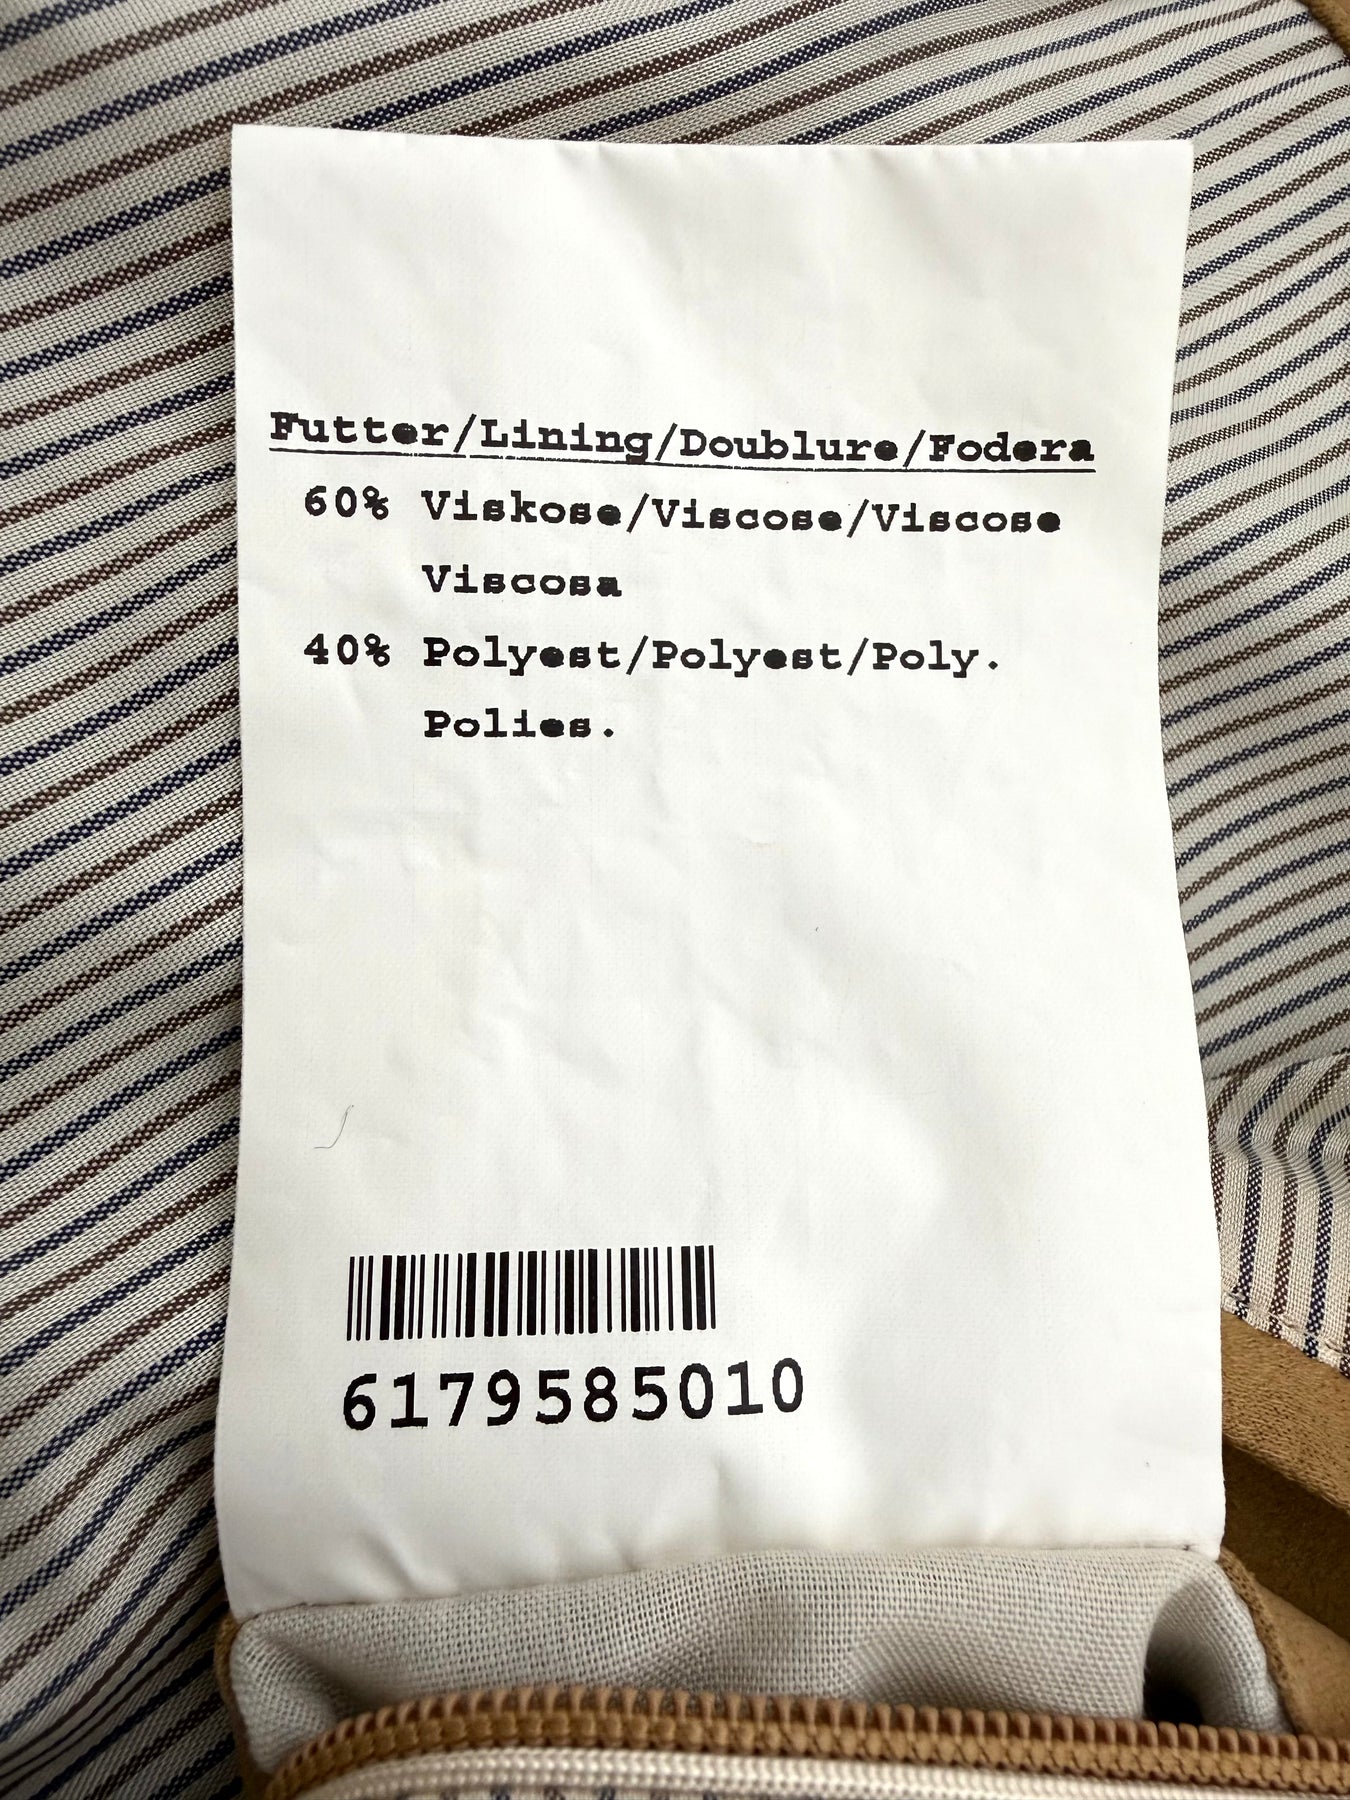 Futter/Lining/Doublure/Fodera
60% Viskose/Viscose/Viscose
Viscosa
40% Polyest/Polyest/Poly.
Polies.
6179585010